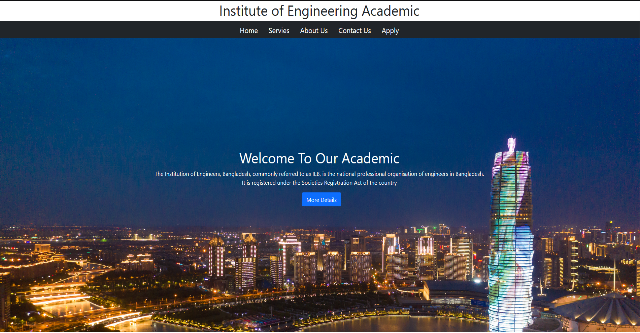 Institute of Engineering Academic
Home Servies About Us Contact Us Apply
Welcome To Our Academic
The Institution of Engineers, Bangladesh, commonly referred to as IEB, is the national professional organisation of engineers in Bangladesh.
It is registered under the Societies Registration Act of the country
More Details